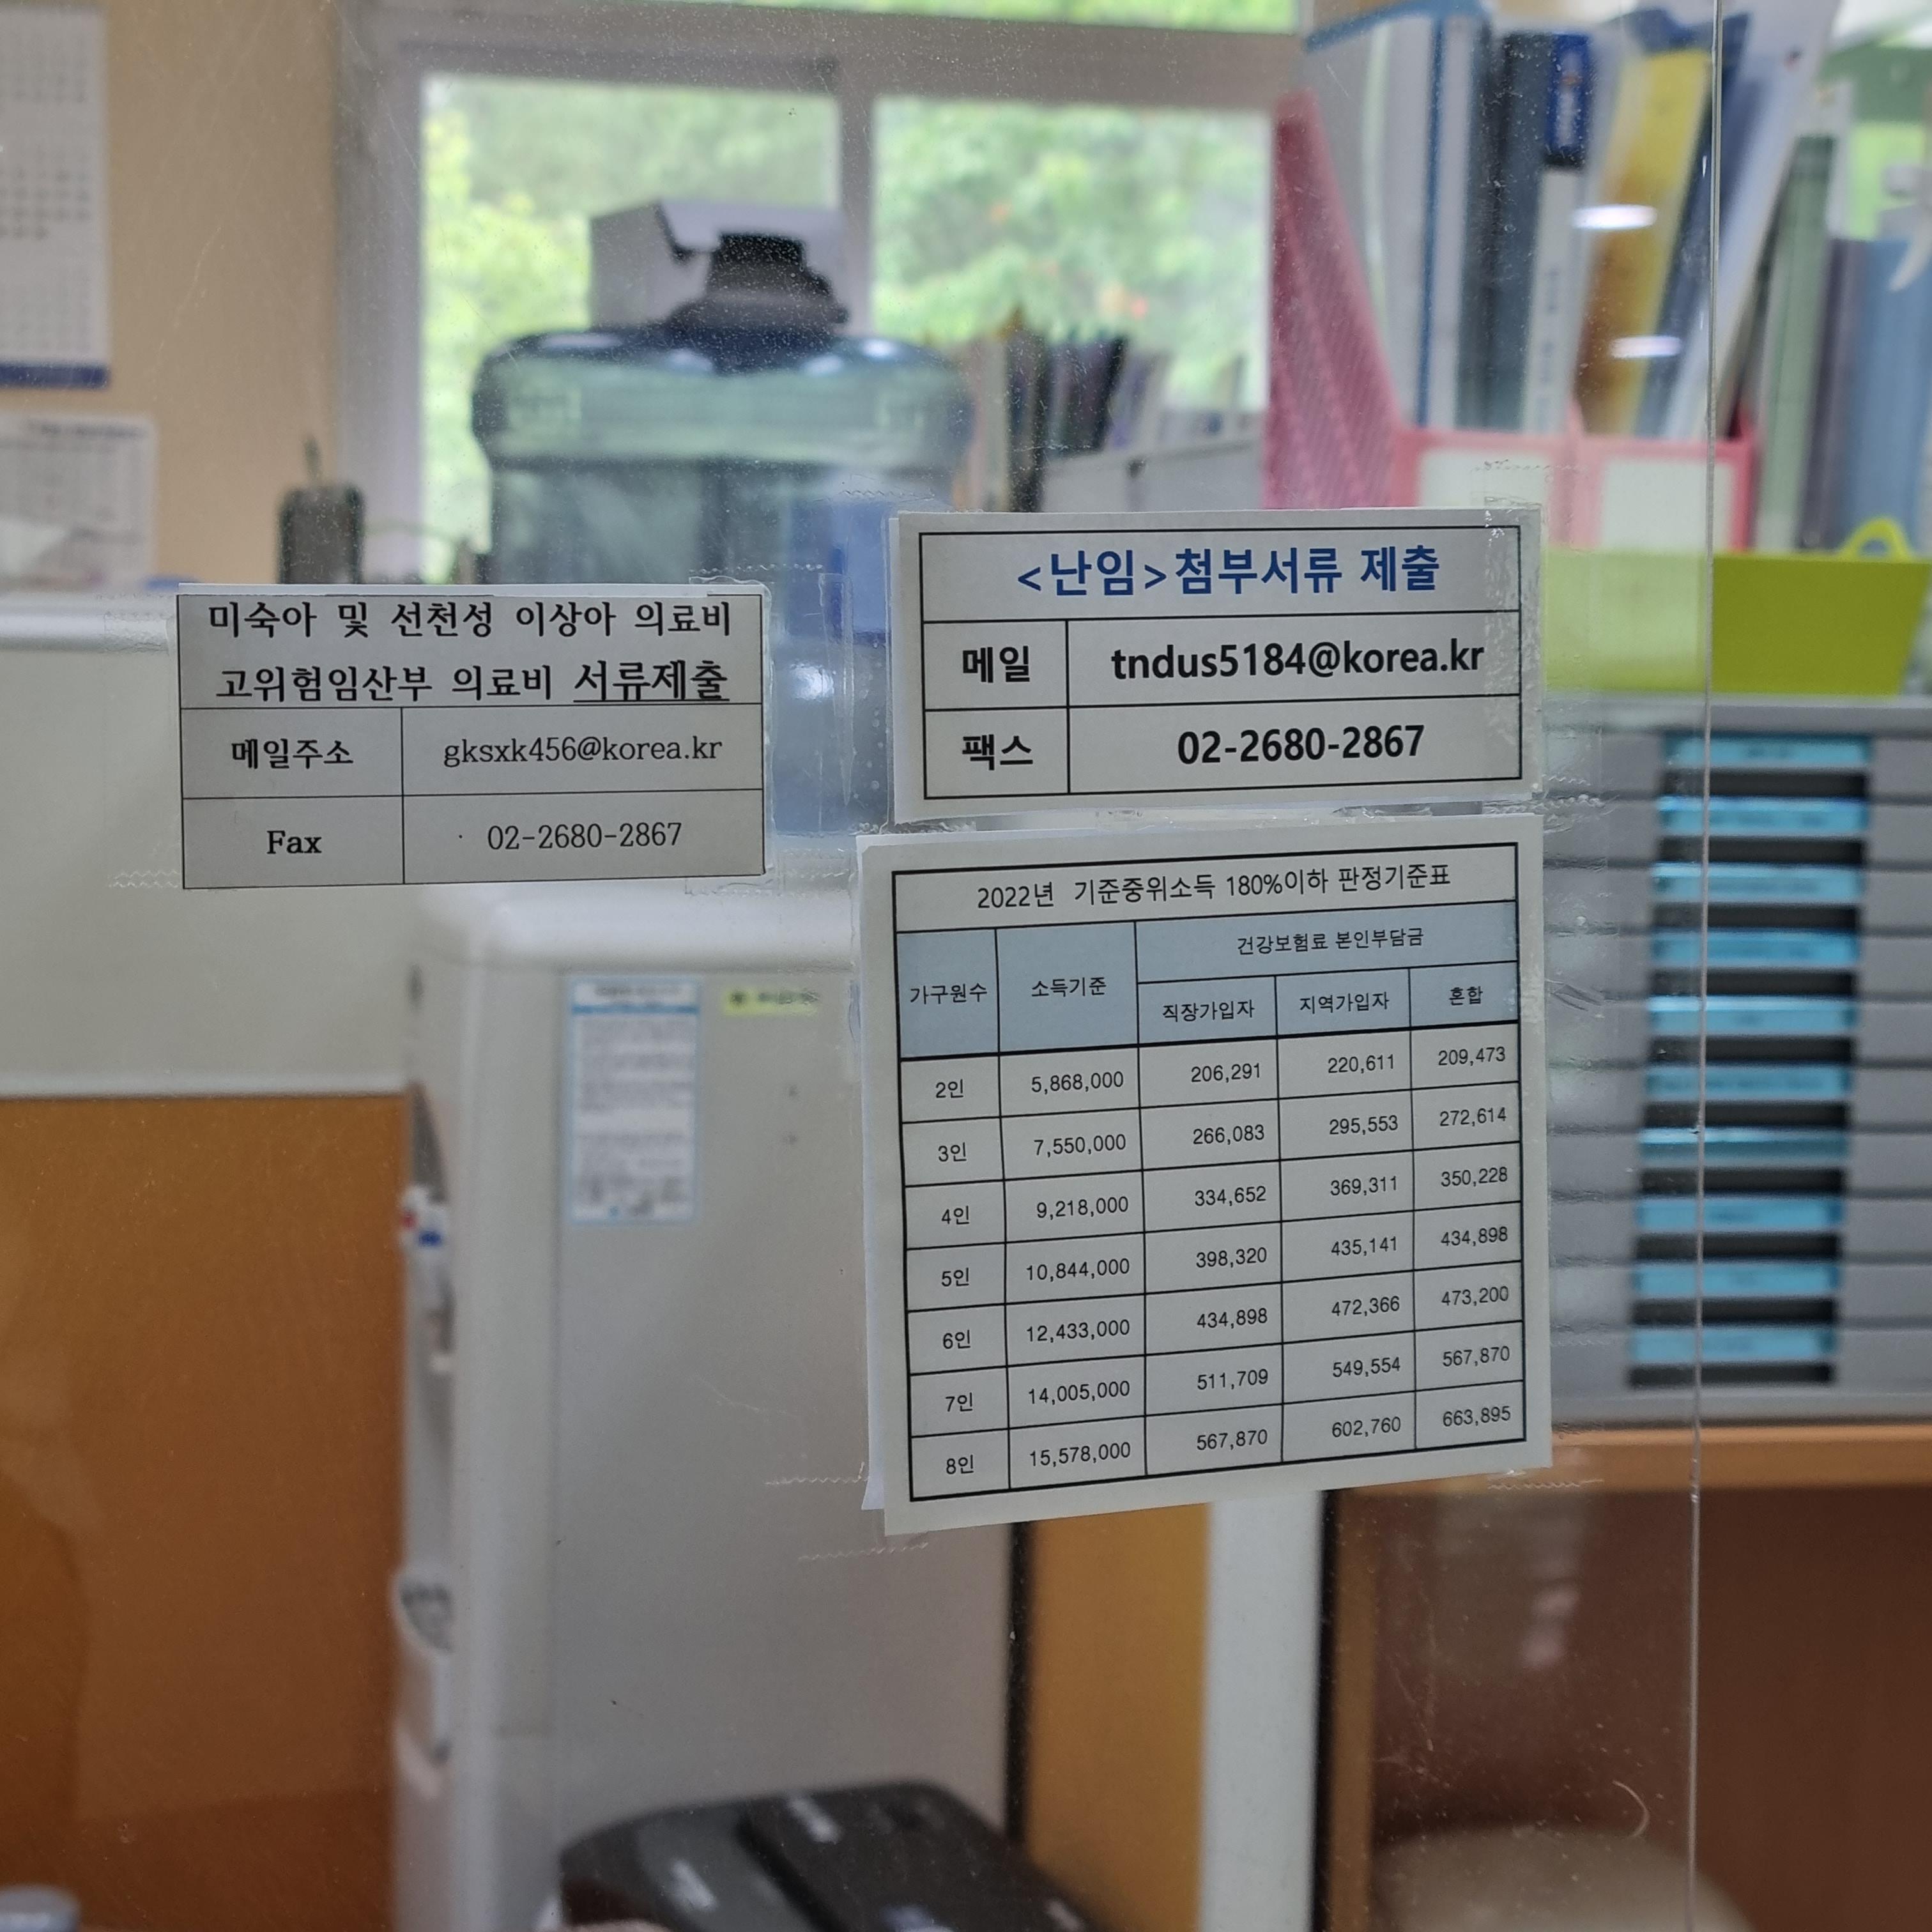 미숙아 및 선천성 이상아 의료비
고위험임산부 의료비 서류제출
메일주소 gksxk456@korea.kr
Fax 02-2680-2867
<난임>첨부서류 제출
메일 tndus5184@korea.kr
팩스 02-2680-2867
2022년 기준중위소득 180%이하 판정기준표
가구원수 소득기준 건강보험료 본인부담금
직장가입자 지역가입자 혼합
2인 5,868,000 206,291 220,611 209,473
3인 7,550,000 266,083 295,553 272,614
4인 9,218,000 334,652 369,311 350,228
5인 10,844,000 398,320 435,141 434,898
6인 12,433,000 434,898 472,366 473,200
7인 14,005,000 511,709 549,554 567,870
8인 15,578,000 567,870 602,760 663,895